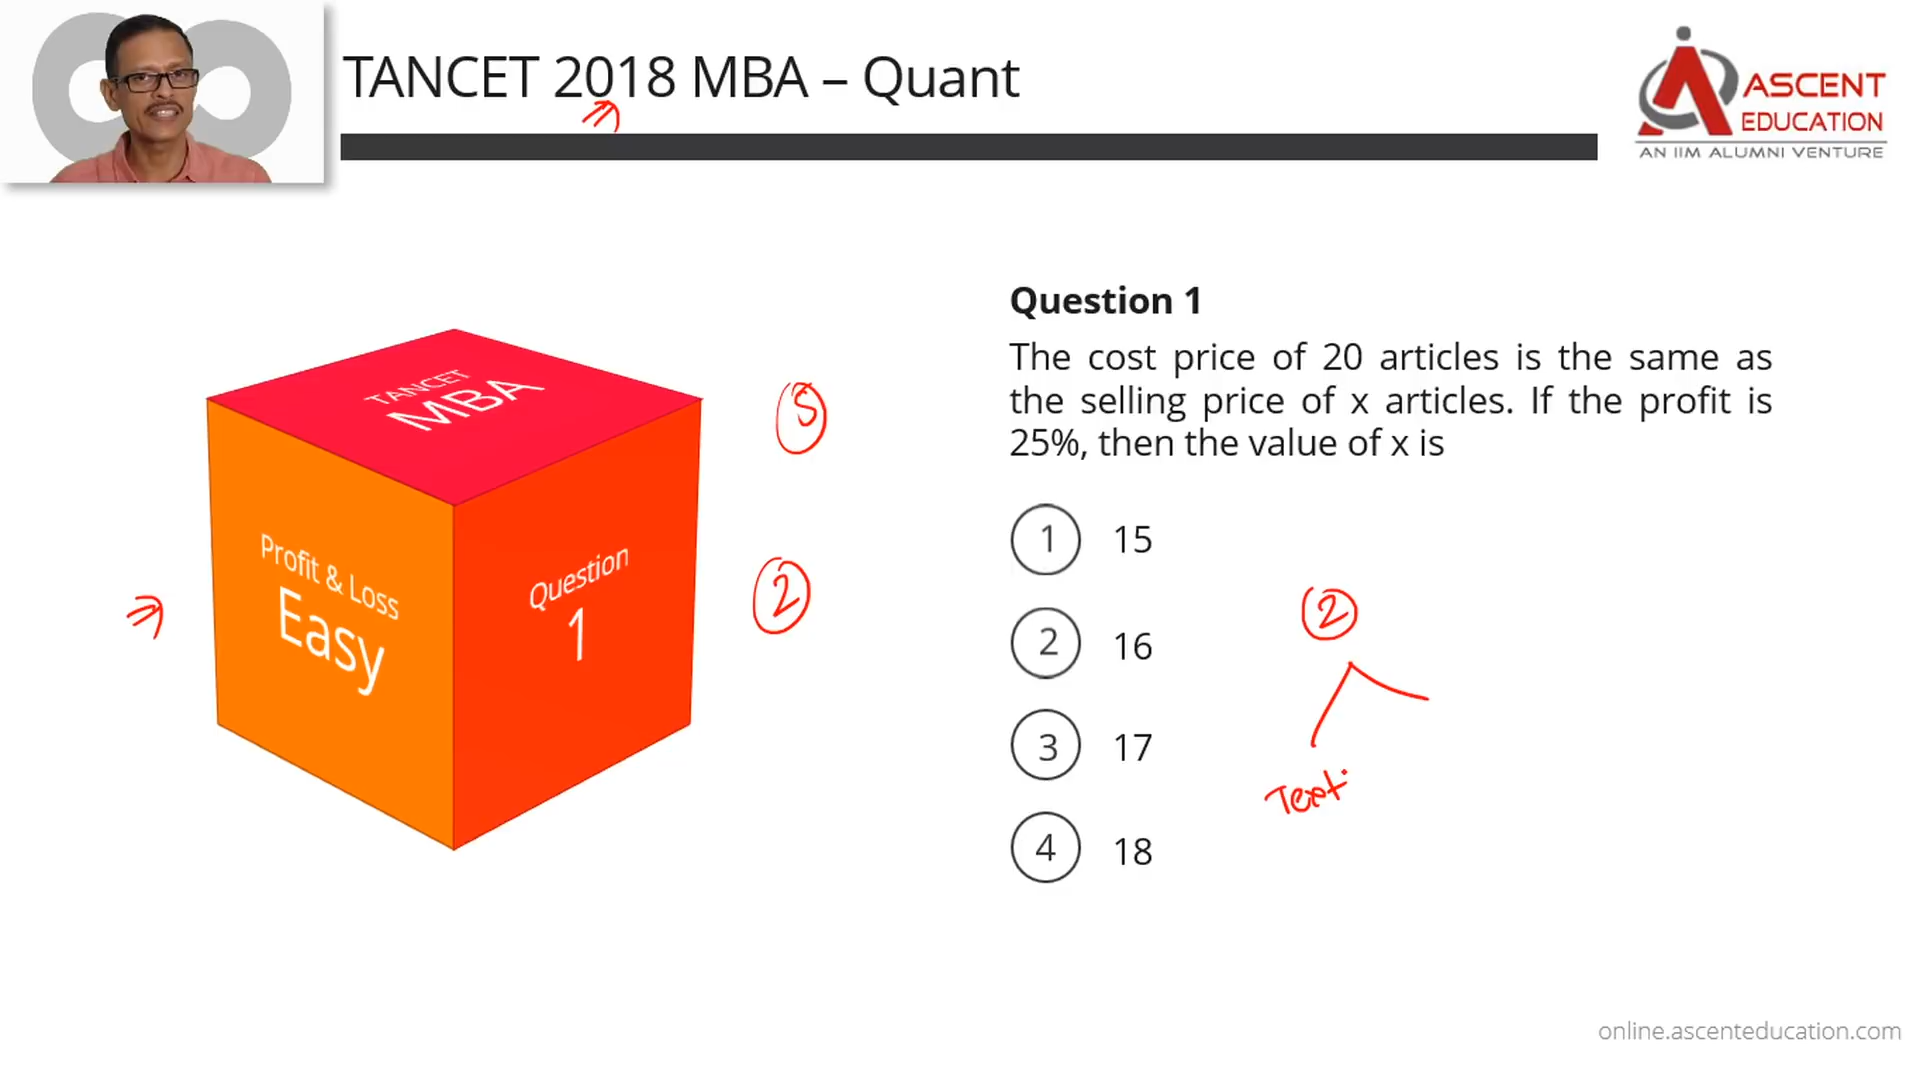 TANCET 2018 MBA – Quant
ASCENT
EDUCATION
AN IIM ALUMNI VENTURE
TANCET
MBA
Profit & Loss
Easy
Question
1
5
2
Question 1
The cost price of 20 articles is the same as
the selling price of x articles. If the profit is
25%, then the value of x is
1 15
2 16
3 17
4 18
2
Text
online.ascenteducation.com